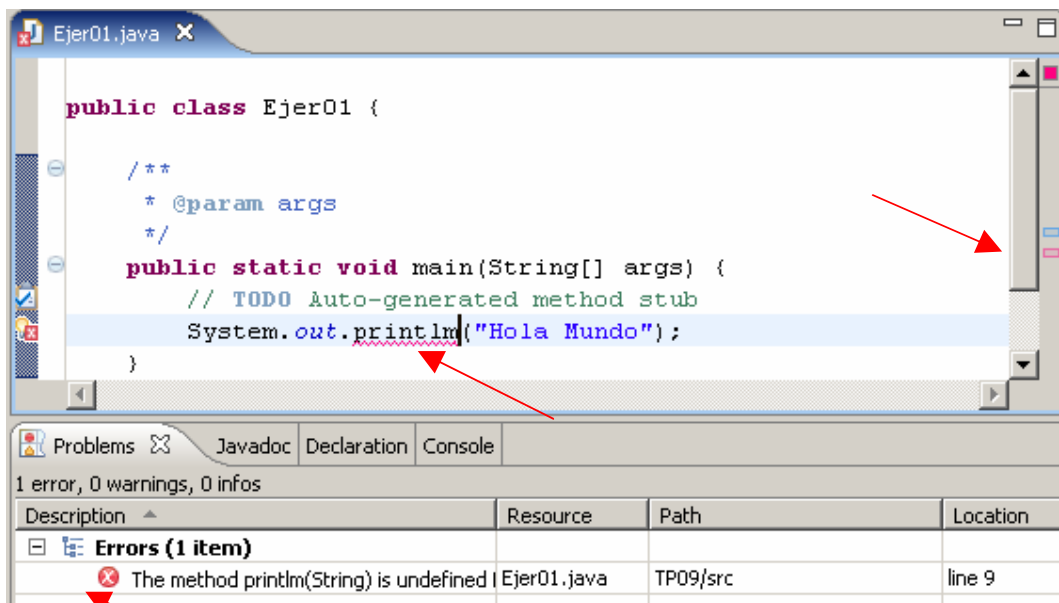 Ejer01.java
public class Ejer01 {
/**
* @param args
*/
public static void main(String[] args) {
// TODO Auto-generated method stub
System.out.printlm("Hola Mundo");
}
Problems Javadoc Declaration Console
1 error, 0 warnings, 0 infos
Description Resource Path Location
Errors (1 item)
The method printlm(String) is undefined Ejer01.java TP09/src line 9